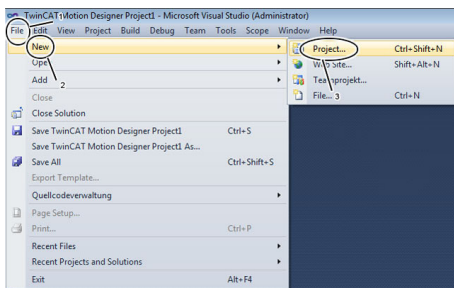 TwinCAT Motion Designer Project1 - Microsoft Visual Studio (Administrator)
1
File Edit View Project Build Debug Team Tools Scope Window Help
New
Project... Ctrl+Shift+N
Open
Web Site... Shift+Alt+N
Add
2
Teamprojekt...
Close
File... 3 Ctrl+N
Close Solution
Save TwinCAT Motion Designer Project1 Ctrl+S
Save TwinCAT Motion Designer Project1 As...
Save All Ctrl+Shift+S
Export Template...
Quellcodeverwaltung
Page Setup...
Print... Ctrl+P
Recent Files
Recent Projects and Solutions
Exit Alt+F4